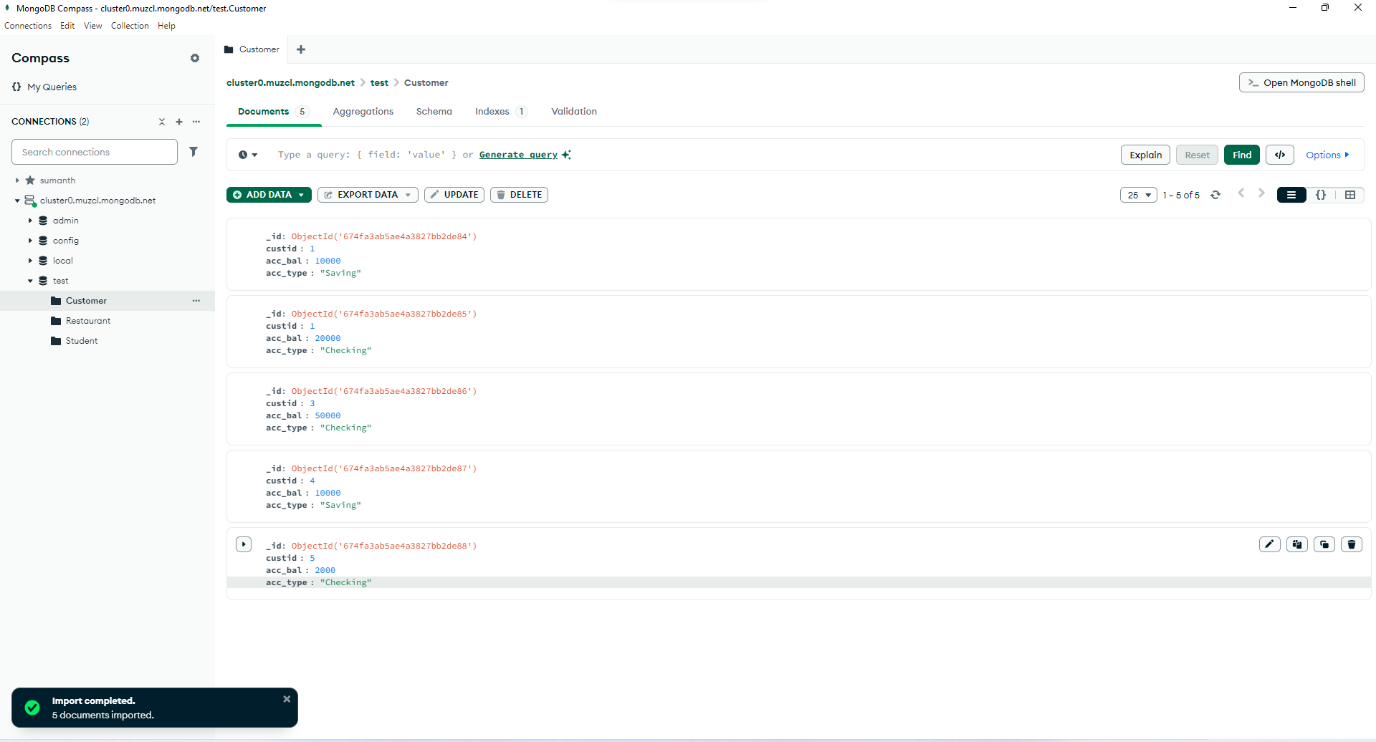 MongoDB Compass - cluster0.muzcl.mongodb.net/test.Customer
Connections Edit View Collection Help
Compass
{} My Queries
CONNECTIONS (2)
Search connections
sumanth
cluster0.muzcl.mongodb.net
admin
config
local
test
Customer
Restaurant
Student
Customer
cluster0.muzcl.mongodb.net > test > Customer
>_ Open MongoDB shell
Documents 5 Aggregations Schema Indexes 1 Validation
Type a query: { field: 'value' } or Generate query
Explain Reset Find </> Options
ADD DATA EXPORT DATA UPDATE DELETE
25 1 – 5 of 5 {}
_id: ObjectId('674fa3ab5ae4a3827bb2de84')
custid : 1
acc_bal : 10000
acc_type : "Saving"
_id: ObjectId('674fa3ab5ae4a3827bb2de85')
custid : 1
acc_bal : 20000
acc_type : "Checking"
_id: ObjectId('674fa3ab5ae4a3827bb2de86')
custid : 3
acc_bal : 50000
acc_type : "Checking"
_id: ObjectId('674fa3ab5ae4a3827bb2de87')
custid : 4
acc_bal : 10000
acc_type : "Saving"
_id: ObjectId('674fa3ab5ae4a3827bb2de88')
custid : 5
acc_bal : 2000
acc_type : "Checking"
Import completed.
5 documents imported.